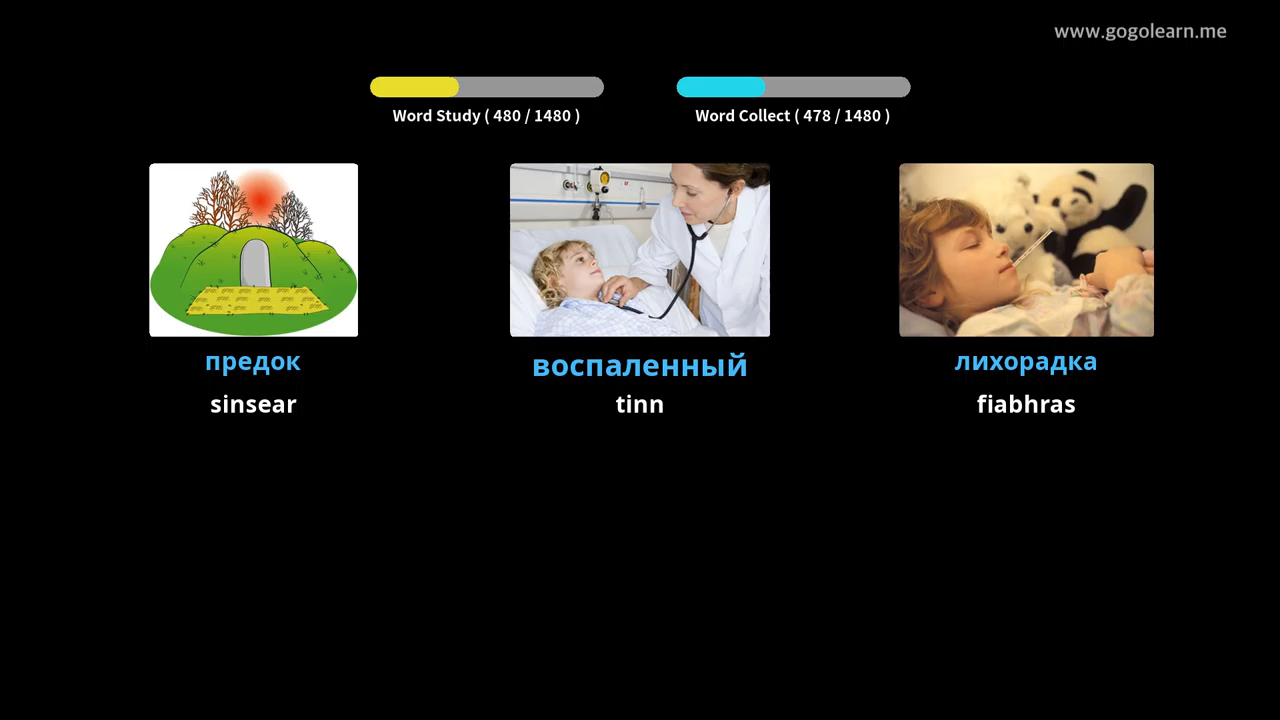 www.gogolearn.me
Word Study ( 480 / 1480 )
Word Collect ( 478 / 1480 )
предок
воспаленный
лихорадка
sinsear
tinn
fiabhras